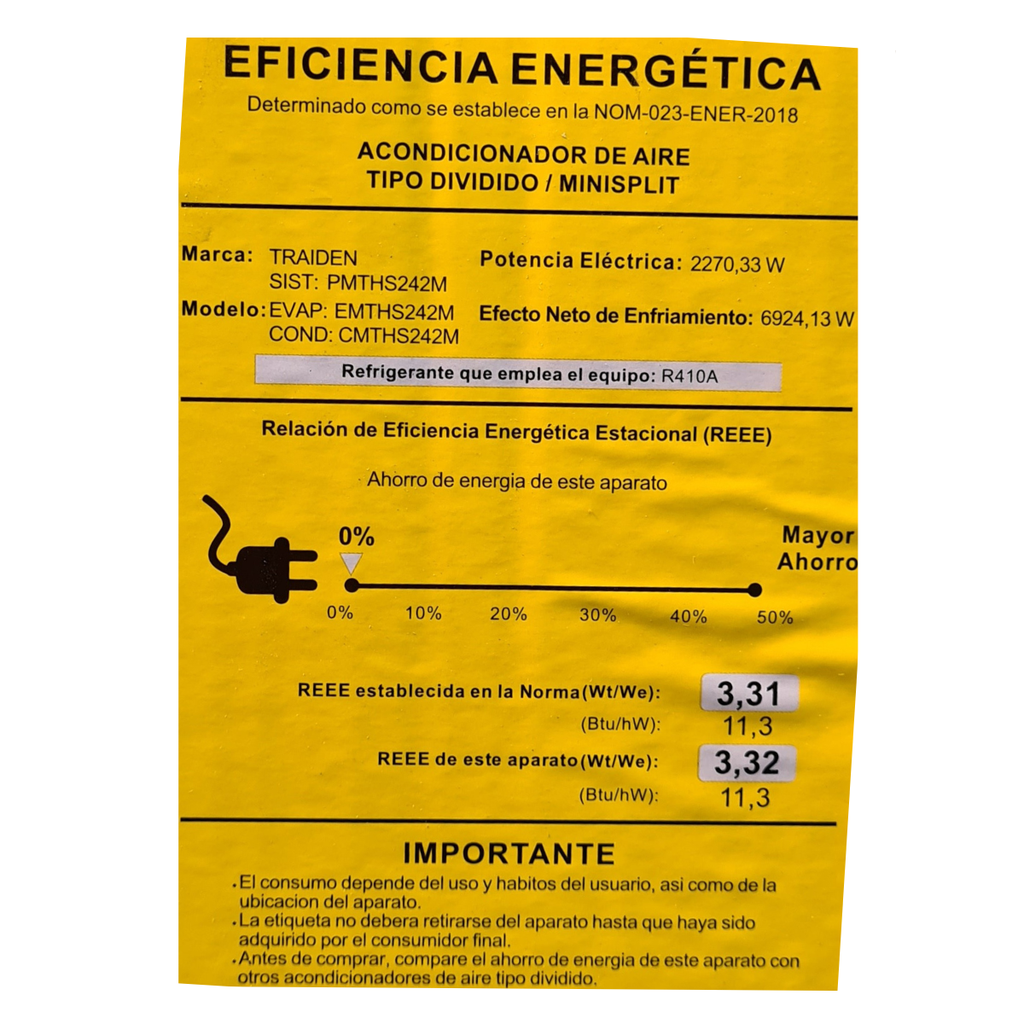 EFICIENCIA ENERGÉTICA
Determinado como se establece en la NOM-023-ENER-2018
ACONDICIONADOR DE AIRE
TIPO DIVIDIDO / MINISPLIT
Marca: TRAIDEN
SIST: PMTHS242M
Modelo: EVAP: EMTHS242M
COND: CMTHS242M
Potencia Eléctrica: 2270,33 W
Efecto Neto de Enfriamiento: 6924,13 W
Refrigerante que emplea el equipo: R410A
Relación de Eficiencia Energética Estacional (REEE)
Ahorro de energia de este aparato
0%
Mayor
Ahorro
0% 10% 20% 30% 40% 50%
REEE establecida en la Norma(Wt/We): 3,31
(Btu/hW): 11,3
REEE de este aparato(Wt/We): 3,32
(Btu/hW): 11,3
IMPORTANTE
.El consumo depende del uso y habitos del usuario, asi como de la
ubicacion del aparato.
.La etiqueta no debera retirarse del aparato hasta que haya sido
adquirido por el consumidor final.
.Antes de comprar, compare el ahorro de energia de este aparato con
otros acondicionadores de aire tipo dividido.